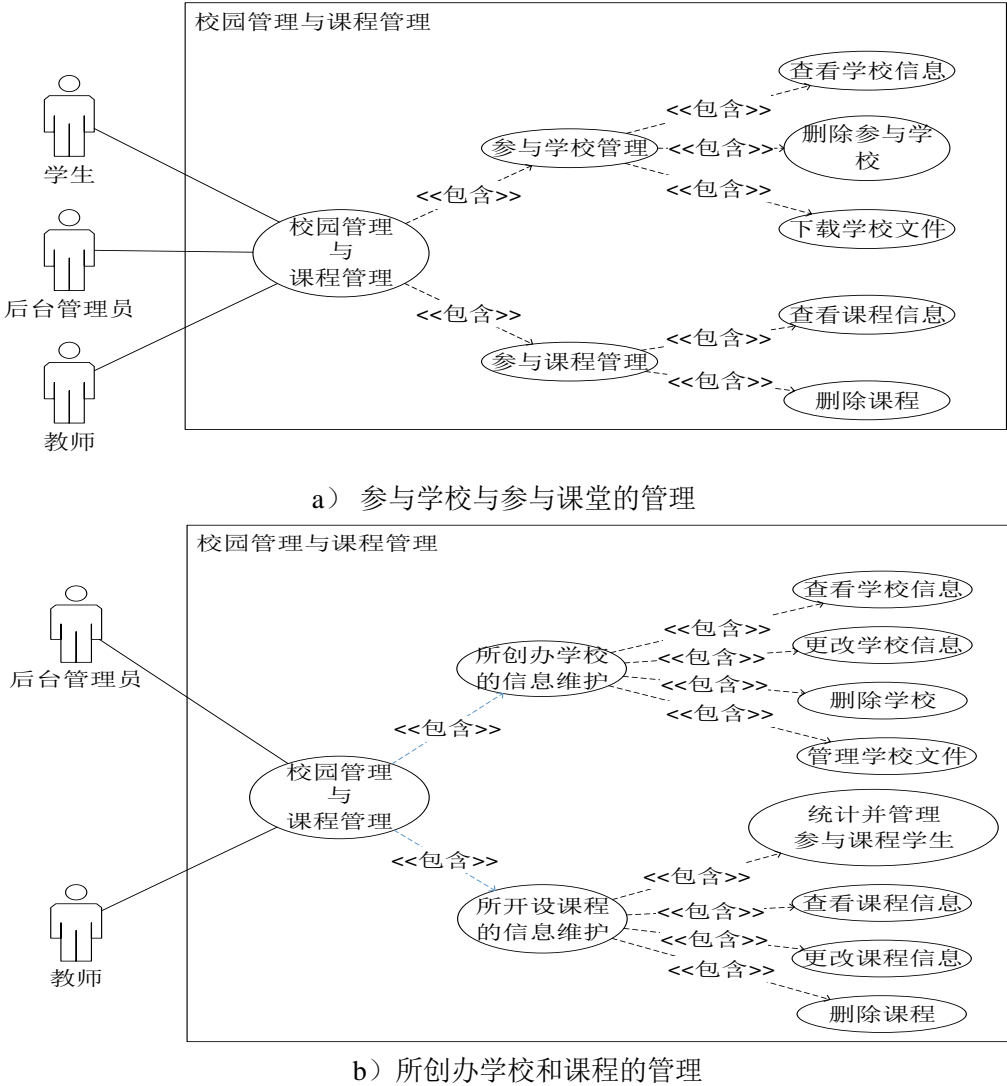 校园管理与课程管理
学生
后台管理员
教师
校园管理
与
课程管理
<<包含>>
<<包含>>
参与学校管理
参与课程管理
<<包含>>
<<包含>>
<<包含>>
<<包含>>
<<包含>>
查看学校信息
删除参与学
校
下载学校文件
查看课程信息
删除课程
a） 参与学校与参与课堂的管理
校园管理与课程管理
后台管理员
教师
校园管理
与
课程管理
<<包含>>
<<包含>>
所创办学校
的信息维护
所开设课程
的信息维护
<<包含>>
<<包含>>
<<包含>>
<<包含>>
<<包含>>
<<包含>>
<<包含>>
<<包含>>
查看学校信息
更改学校信息
删除学校
管理学校文件
统计并管理
参与课程学生
查看课程信息
更改课程信息
删除课程
b）所创办学校和课程的管理